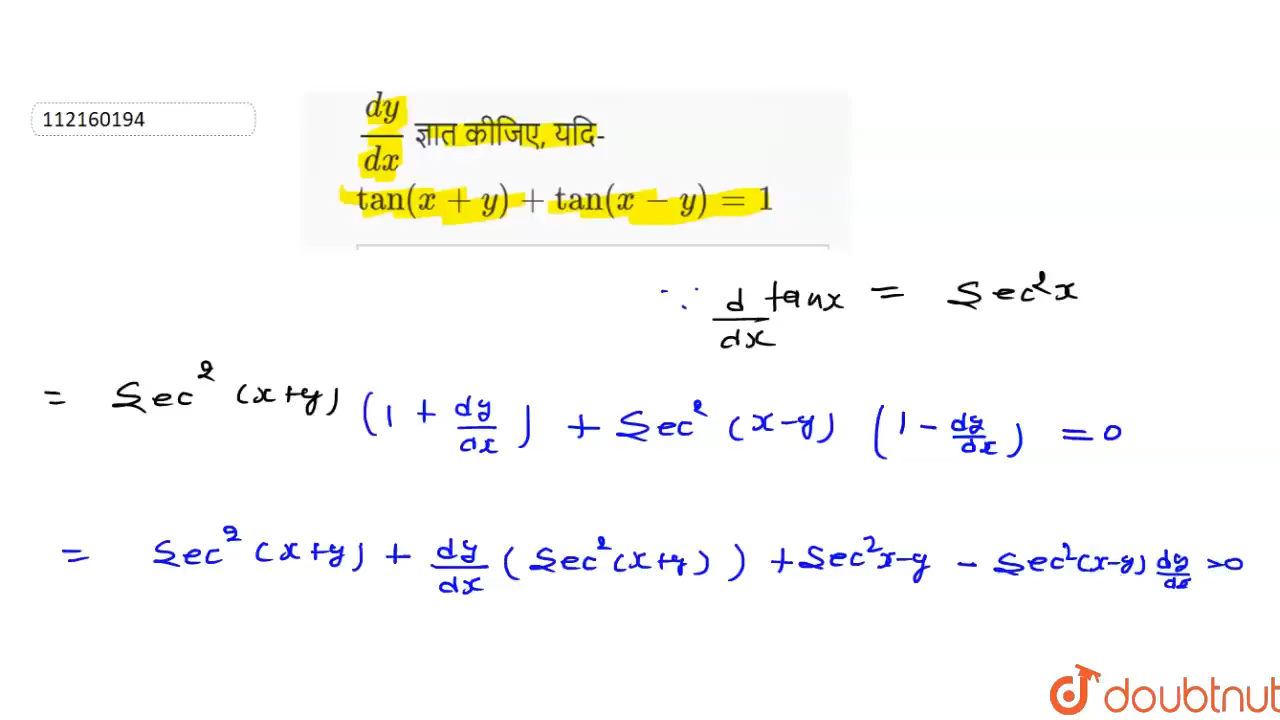 112160194
dy/dx ज्ञात कीजिए, यदि-
tan(x + y) + tan(x − y) = 1
∵ d/dx tanx = Sec²x
= Sec² (x+y) (1 + dy/dx) + Sec² (x-y) (1 - dy/dx) = 0
= Sec² (x+y) + dy/dx (Sec²(x+y)) + Sec²x-y - Sec²(x-y) dy/dx =0
doubtnut